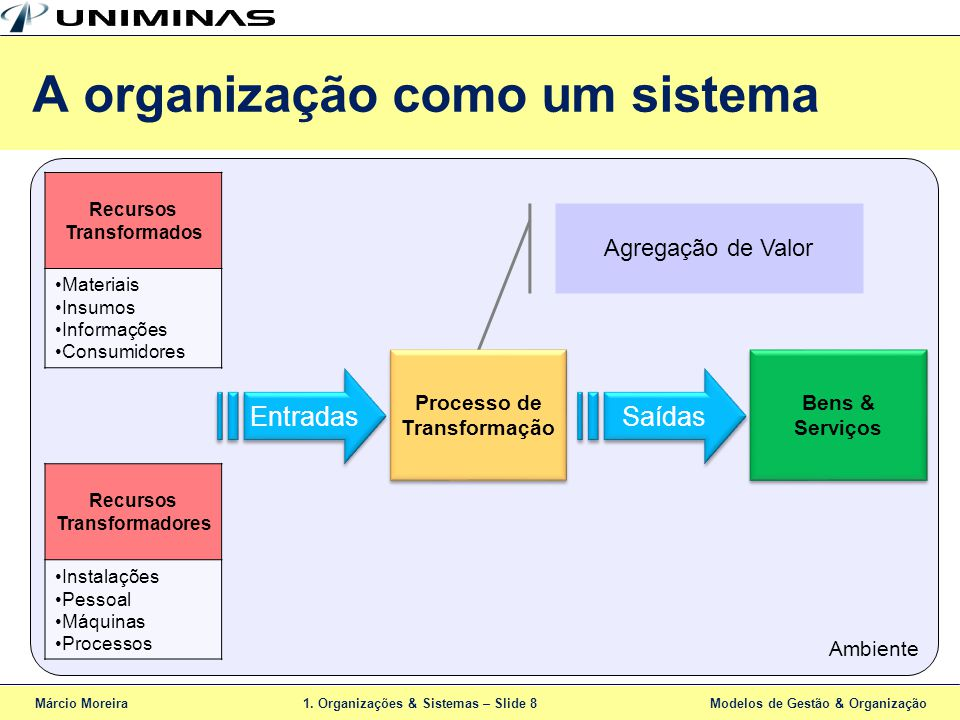 UNIMINAS
A organização como um sistema
Recursos
Transformados
•Materiais
•Insumos
•Informações
•Consumidores
Agregação de Valor
Entradas
Processo de
Transformação
Saídas
Bens &
Serviços
Recursos
Transformadores
•Instalações
•Pessoal
•Máquinas
•Processos
Ambiente
Márcio Moreira
1. Organizações & Sistemas – Slide 8
Modelos de Gestão & Organização